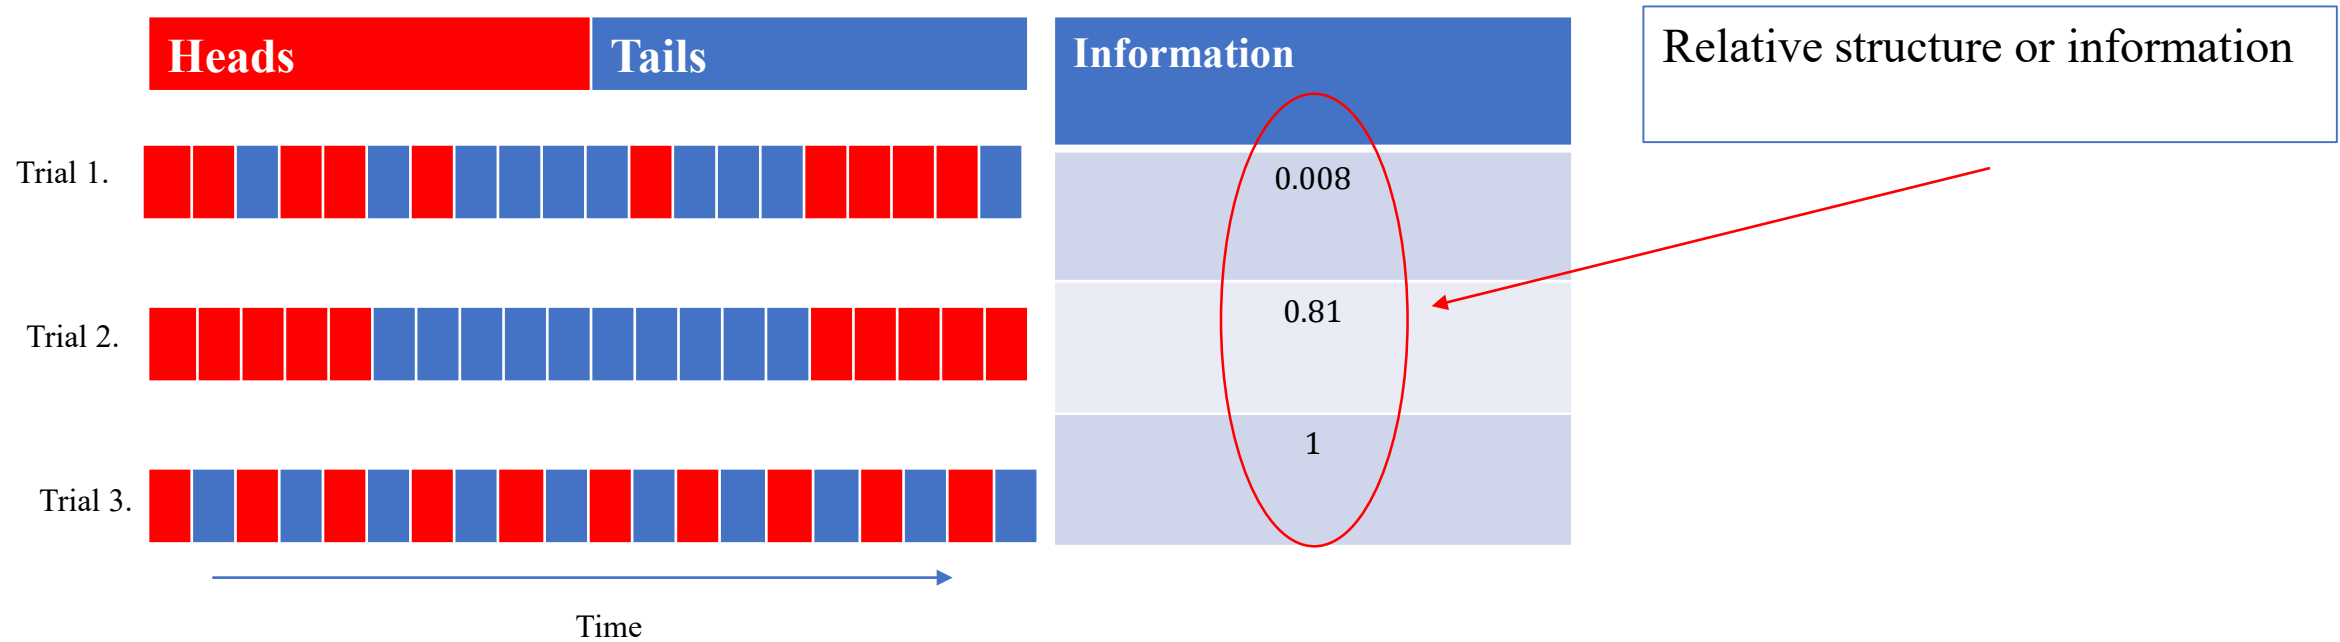 Heads
Tails
Information
Relative structure or information
Trial 1.
0.008
Trial 2.
0.81
Trial 3.
1
Time